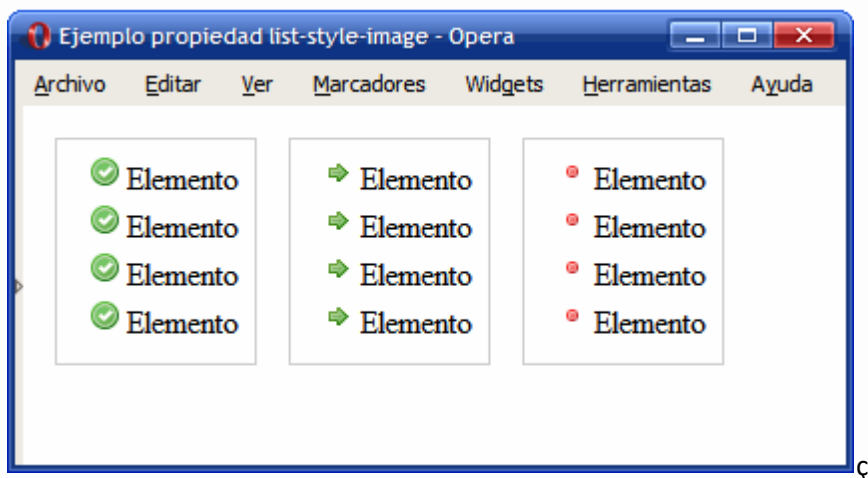 Ejemplo propiedad list-style-image - Opera
Archivo Editar Ver Marcadores Widgets Herramientas Ayuda
Elemento Elemento Elemento
Elemento Elemento Elemento
Elemento Elemento Elemento
Elemento Elemento Elemento
ç